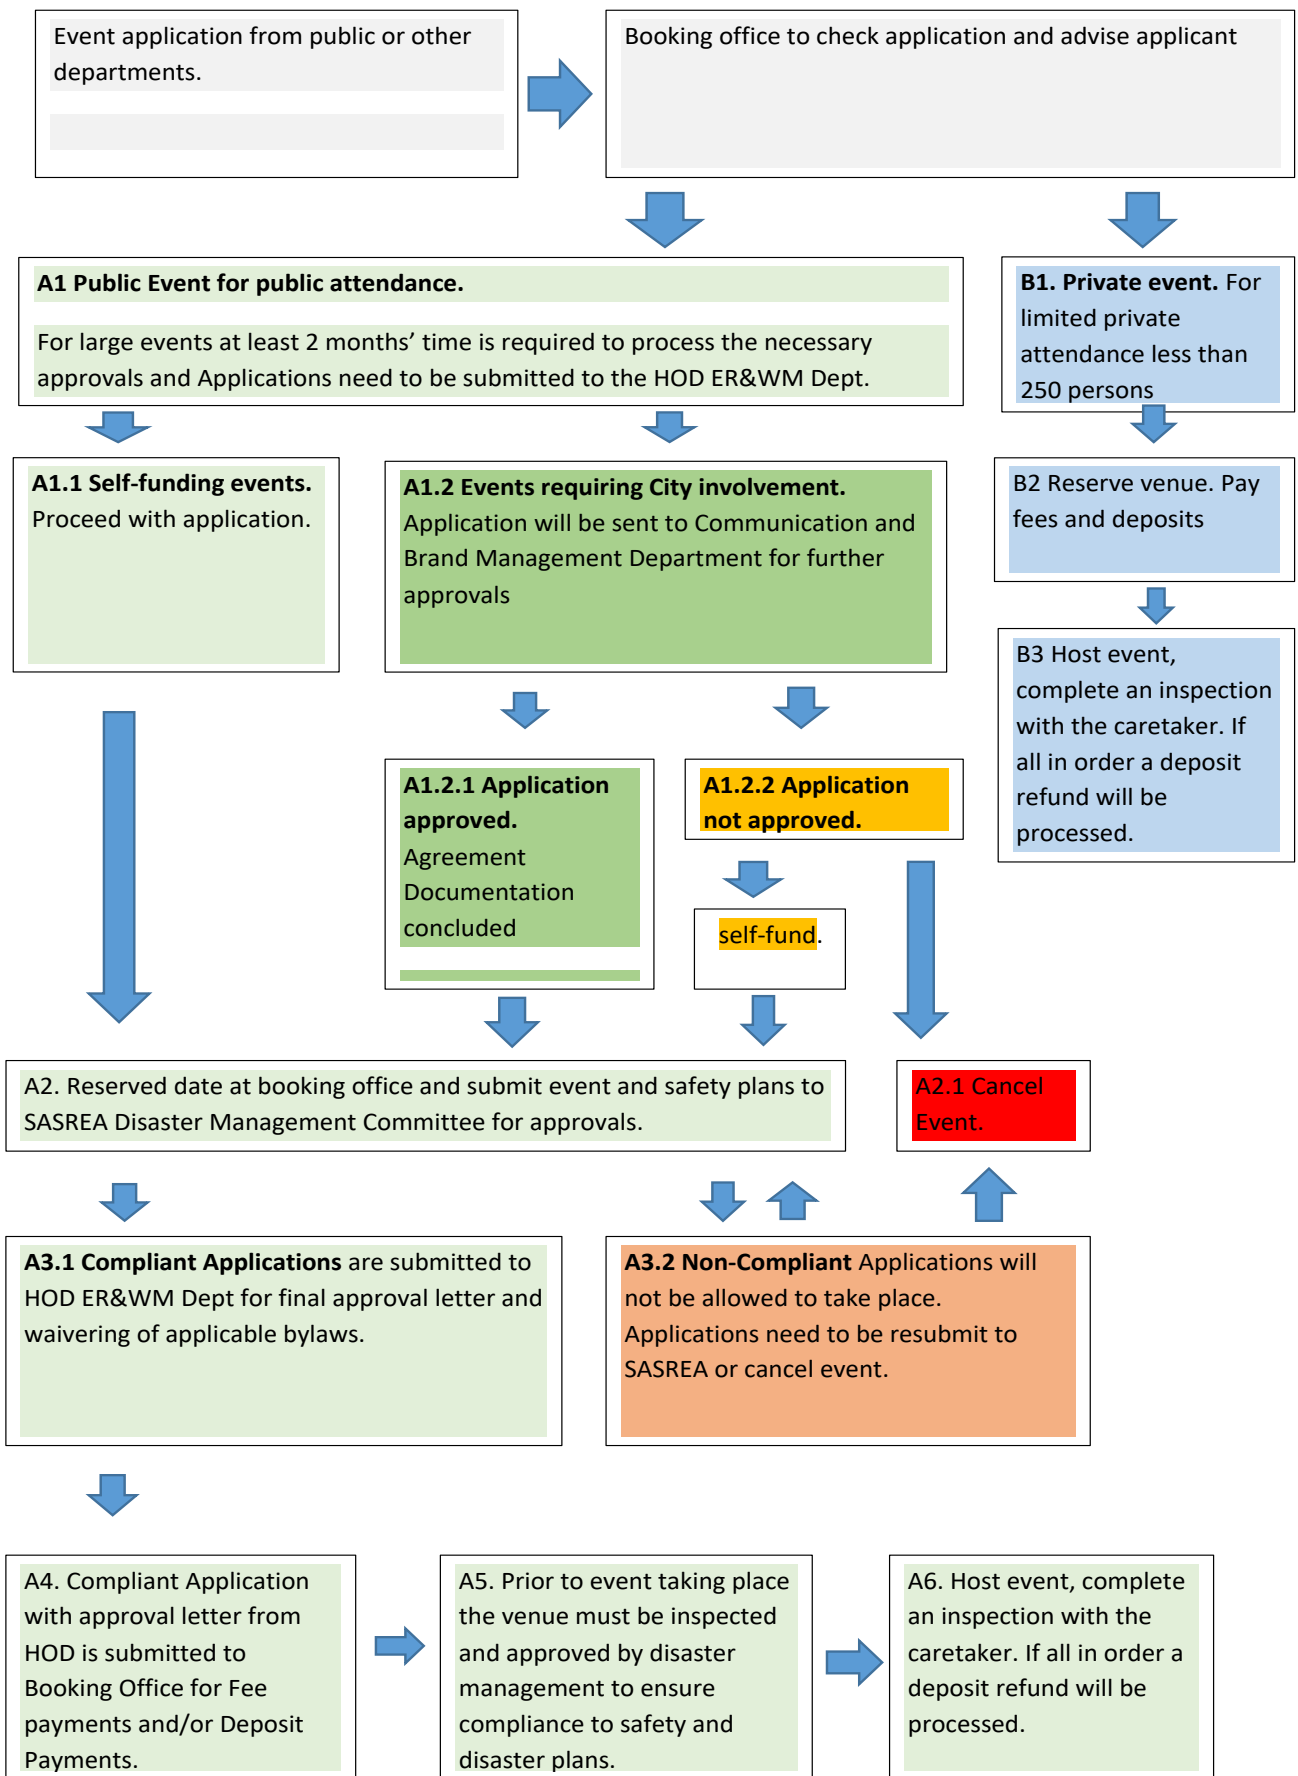 Event application from public or other
departments.
Booking office to check application and advise applicant
A1 Public Event for public attendance.
For large events at least 2 months’ time is required to process the necessary
approvals and Applications need to be submitted to the HOD ER&WM Dept.
B1. Private event. For
limited private
attendance less than
250 persons
A1.1 Self-funding events.
Proceed with application.
A1.2 Events requiring City involvement.
Application will be sent to Communication and
Brand Management Department for further
approvals
B2 Reserve venue. Pay
fees and deposits
B3 Host event,
complete an inspection
with the caretaker. If
all in order a deposit
refund will be
processed.
A1.2.1 Application
approved.
Agreement
Documentation
concluded
A1.2.2 Application
not approved.
self-fund.
A2. Reserved date at booking office and submit event and safety plans to
SASREA Disaster Management Committee for approvals.
A2.1 Cancel
Event.
A3.1 Compliant Applications are submitted to
HOD ER&WM Dept for final approval letter and
waivering of applicable bylaws.
A3.2 Non-Compliant Applications will
not be allowed to take place.
Applications need to be resubmit to
SASREA or cancel event.
A4. Compliant Application
with approval letter from
HOD is submitted to
Booking Office for Fee
payments and/or Deposit
Payments.
A5. Prior to event taking place
the venue must be inspected
and approved by disaster
management to ensure
compliance to safety and
disaster plans.
A6. Host event, complete
an inspection with the
caretaker. If all in order a
deposit refund will be
processed.